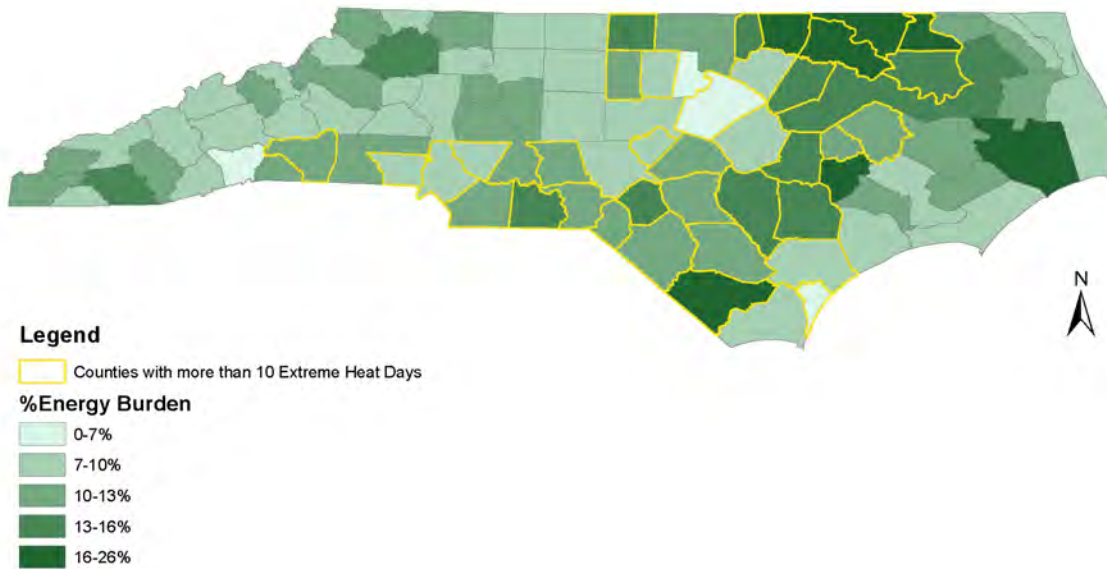 N
Legend
Counties with more than 10 Extreme Heat Days
%Energy Burden
0-7%
7-10%
10-13%
13-16%
16-26%